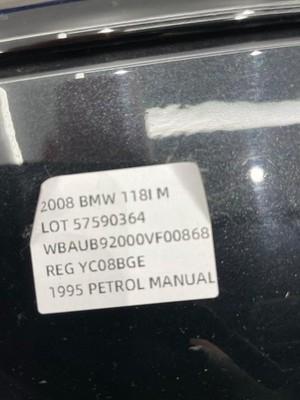 2008 BMW 118I M
LOT 57590364
WBAUB92000VF00868
REG YC08BGE
1995 PETROL MANUAL